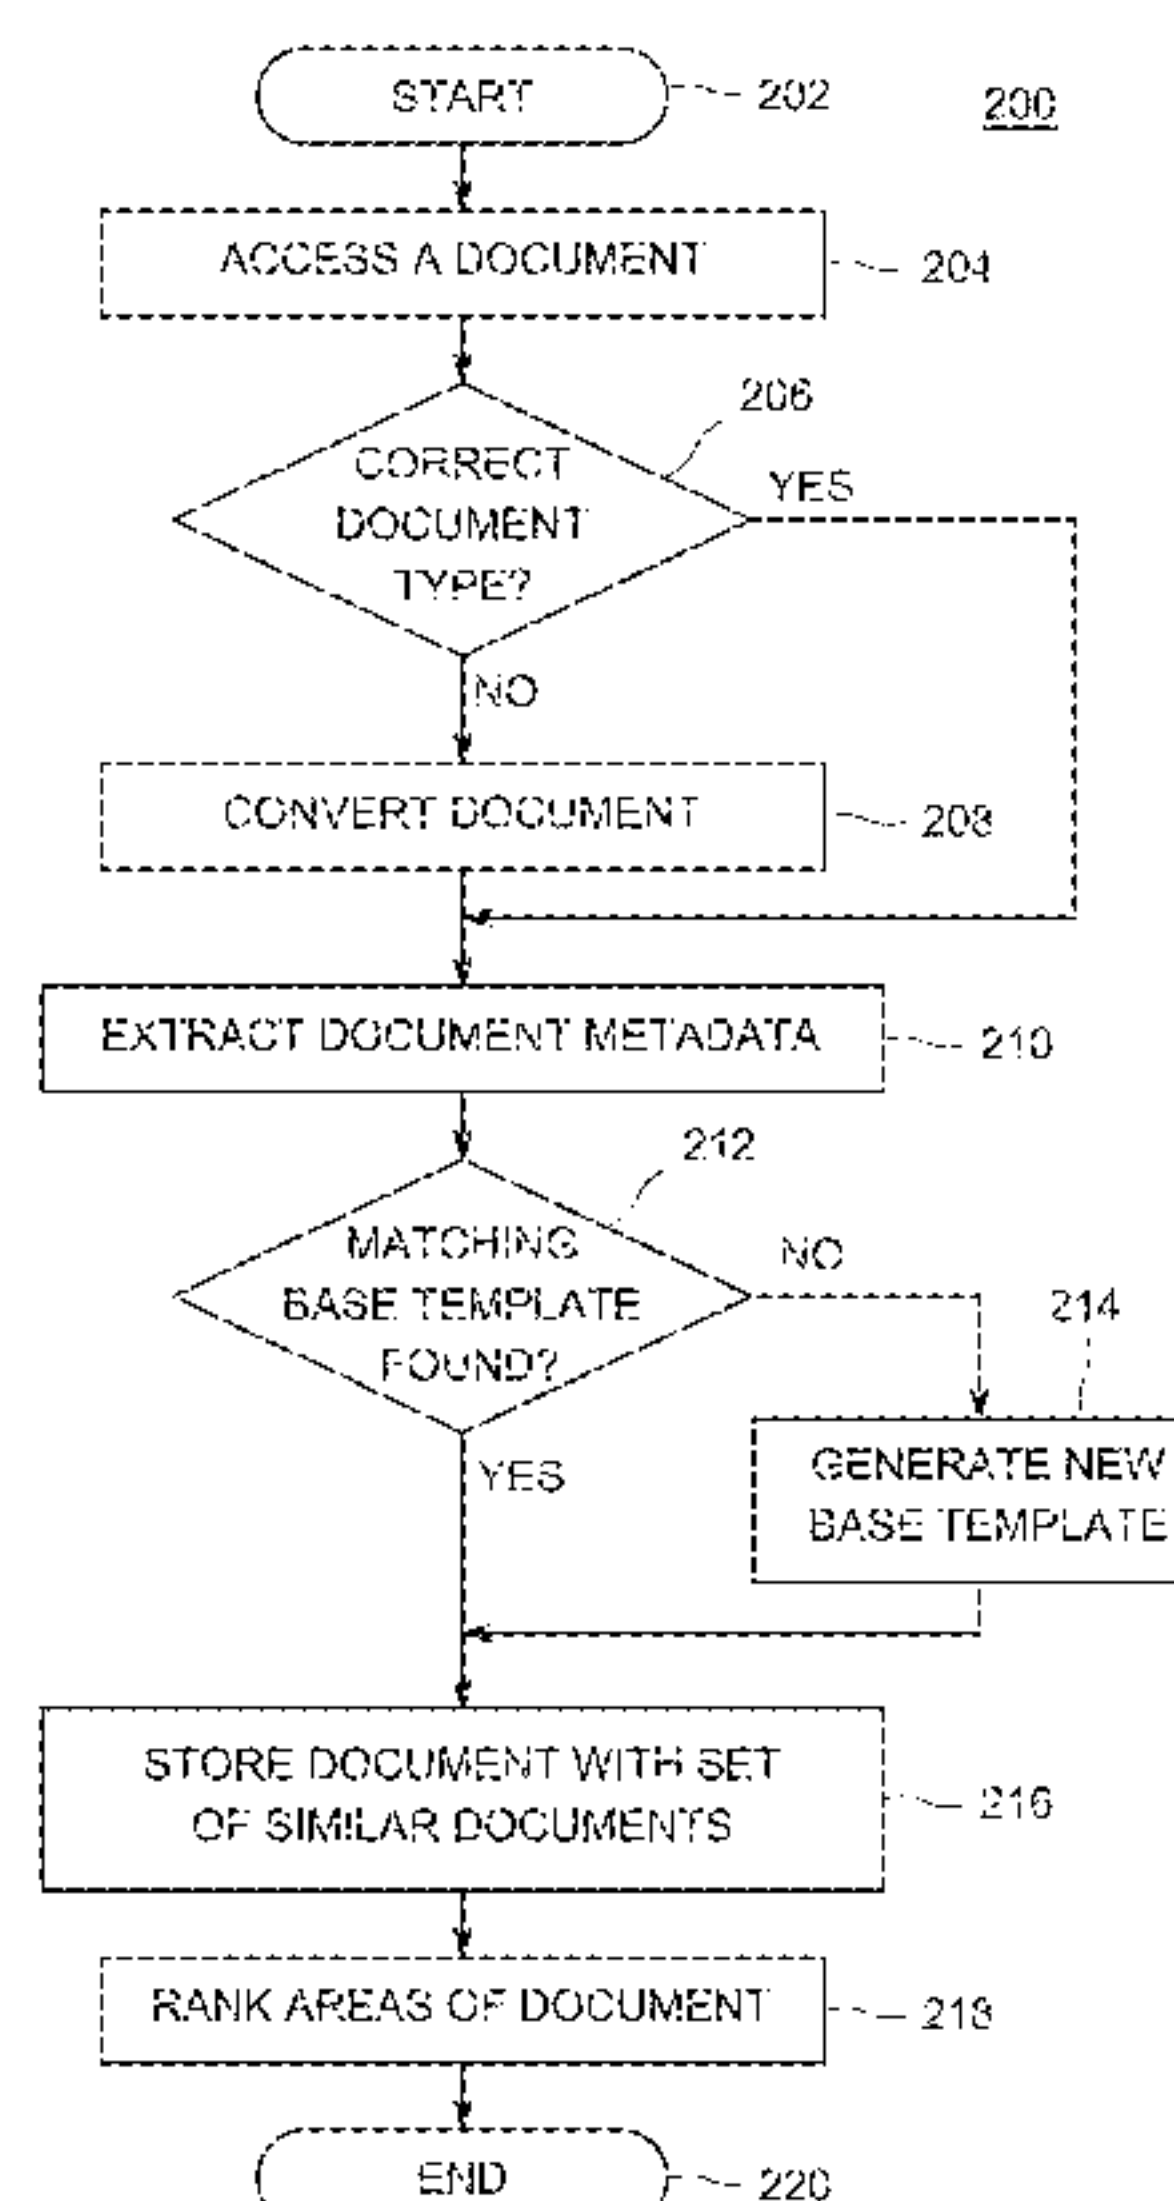 START
202
200
ACCESS A DOCUMENT
204
206
CORRECT
DOCUMENT
TYPE?
YES
NO
CONVERT DOCUMENT
208
EXTRACT DOCUMENT METADATA
210
212
MATCHING
BASE TEMPLATE
FOUND?
NO
214
YES
GENERATE NEW
BASE TEMPLATE
STORE DOCUMENT WITH SET
OF SIMILAR DOCUMENTS
216
RANK AREAS OF DOCUMENT
218
END
220